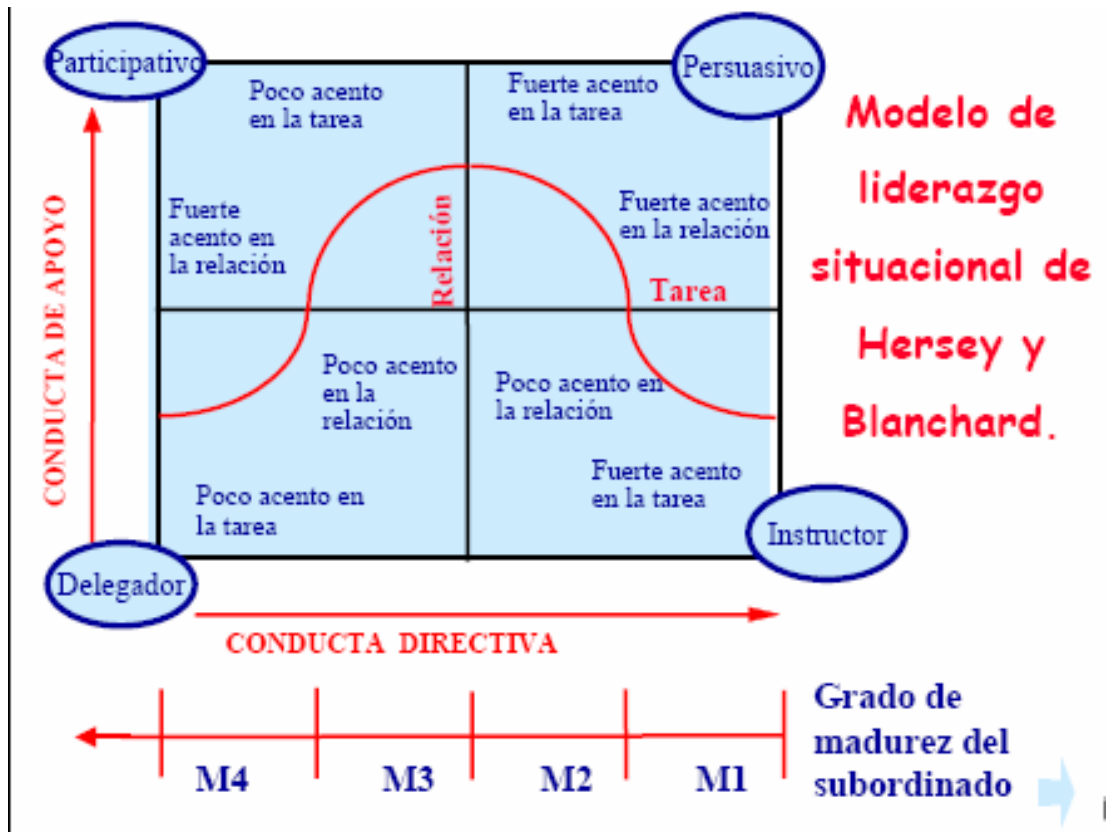 Participativo
Persuasivo
Poco acento
en la tarea
Fuerte acento
en la tarea
Fuerte
acento en
la relación
Relación
Fuerte acento
en la relación
Tarea
Poco acento
en la
relación
Poco acento en
la relación
Poco acento en
la tarea
Fuerte acento
en la tarea
Delegador
Instructor
CONDUCTA DE APOYO
CONDUCTA DIRECTIVA
Modelo de
liderazgo
situacional de
Hersey y
Blanchard.
M4
M3
M2
M1
Grado de
madurez del
subordinado